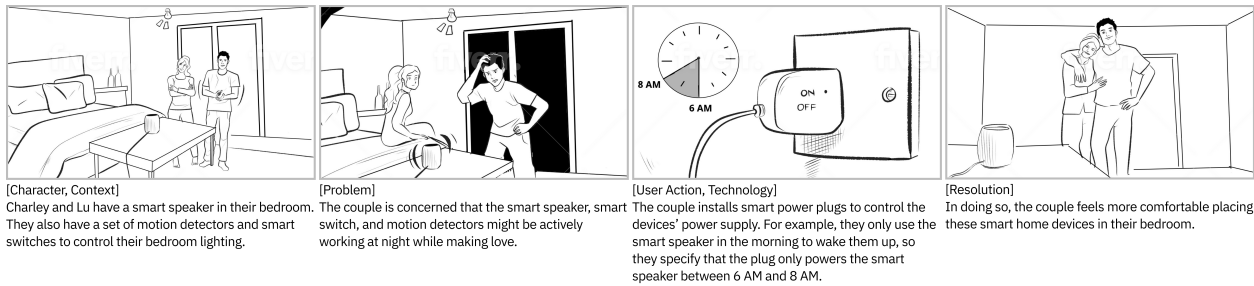 fiverr.
fiverr.
fiverr.
8 AM
6 AM
ON
OFF
[Character, Context]
Charley and Lu have a smart speaker in their bedroom.
They also have a set of motion detectors and smart
switches to control their bedroom lighting.
[Problem]
The couple is concerned that the smart speaker, smart
switch, and motion detectors might be actively
working at night while making love.
[User Action, Technology]
The couple installs smart power plugs to control the
devices’ power supply. For example, they only use the
smart speaker in the morning to wake them up, so
they specify that the plug only powers the smart
speaker between 6 AM and 8 AM.
[Resolution]
In doing so, the couple feels more comfortable placing
these smart home devices in their bedroom.